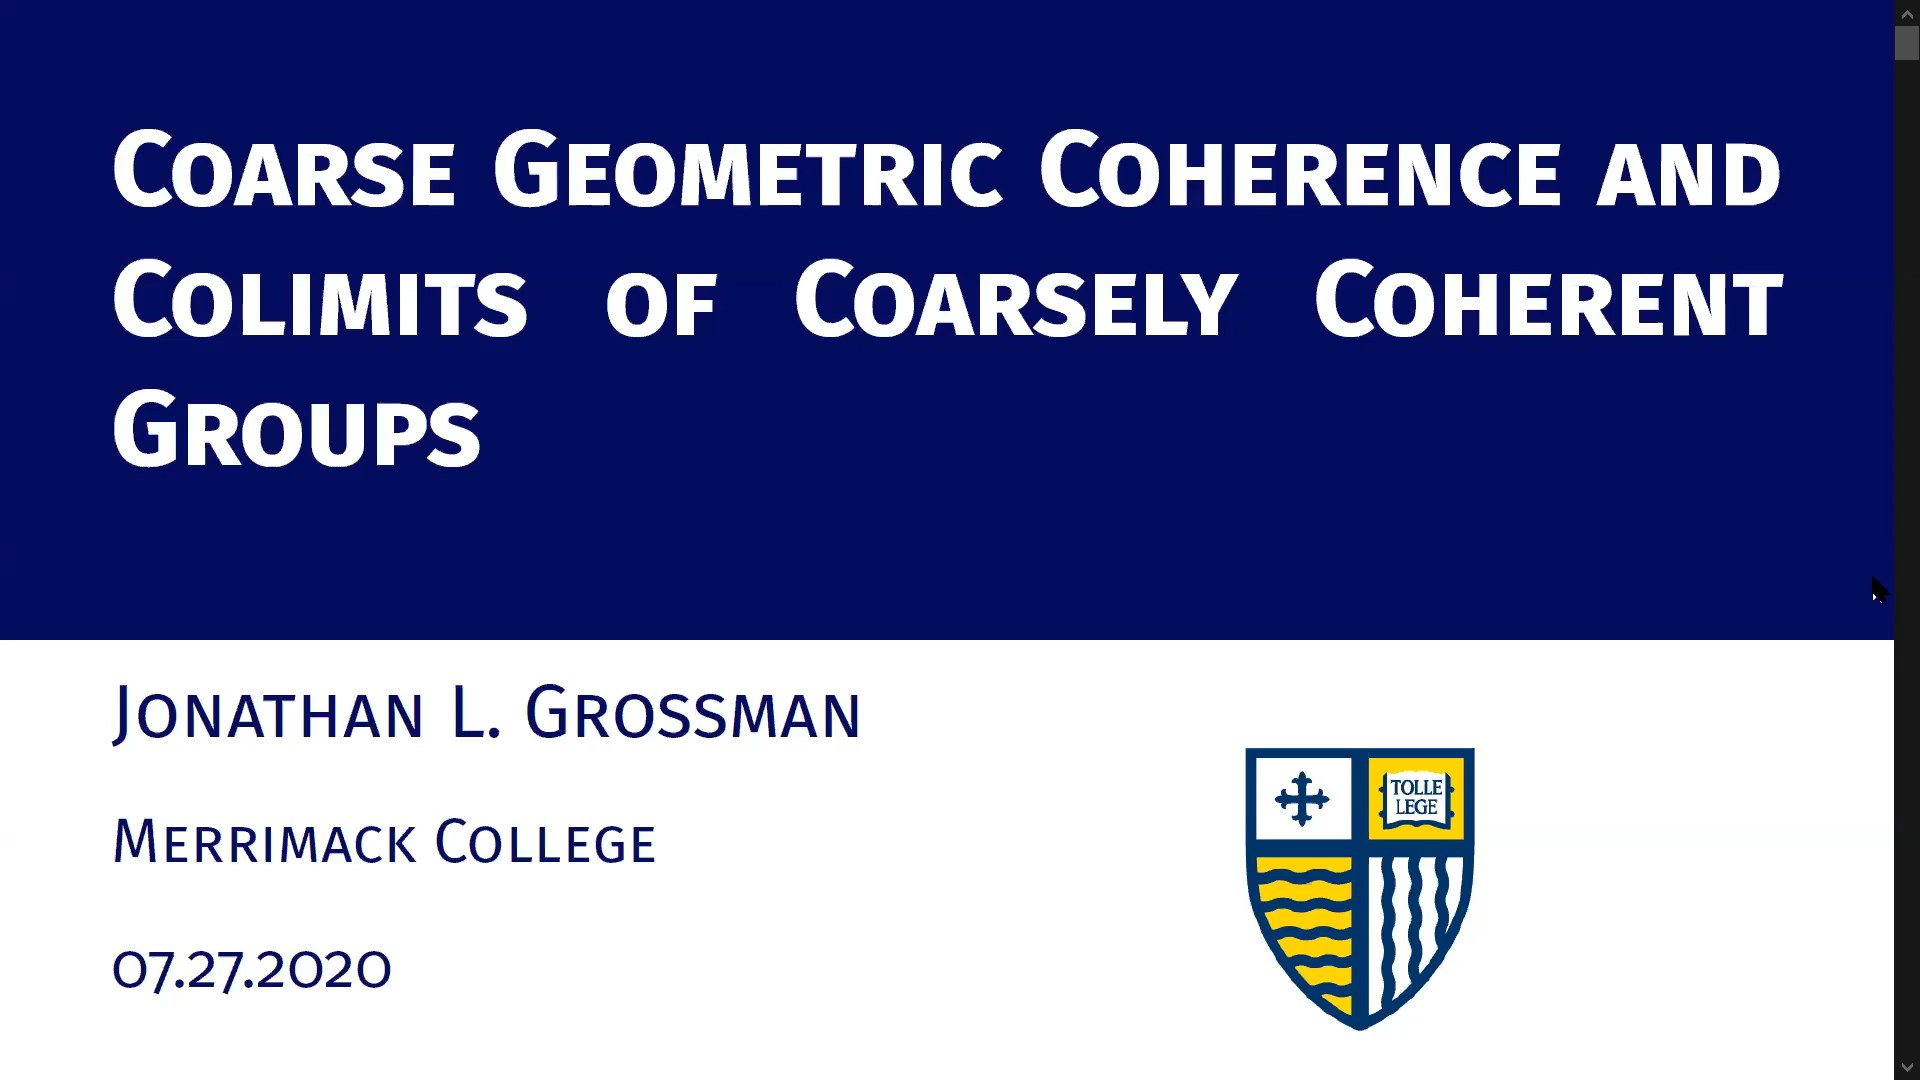 Coarse Geometric Coherence and
Colimits of Coarsely Coherent
Groups
Jonathan L. Grossman
Merrimack College
07.27.2020
TOLLE
LEGE